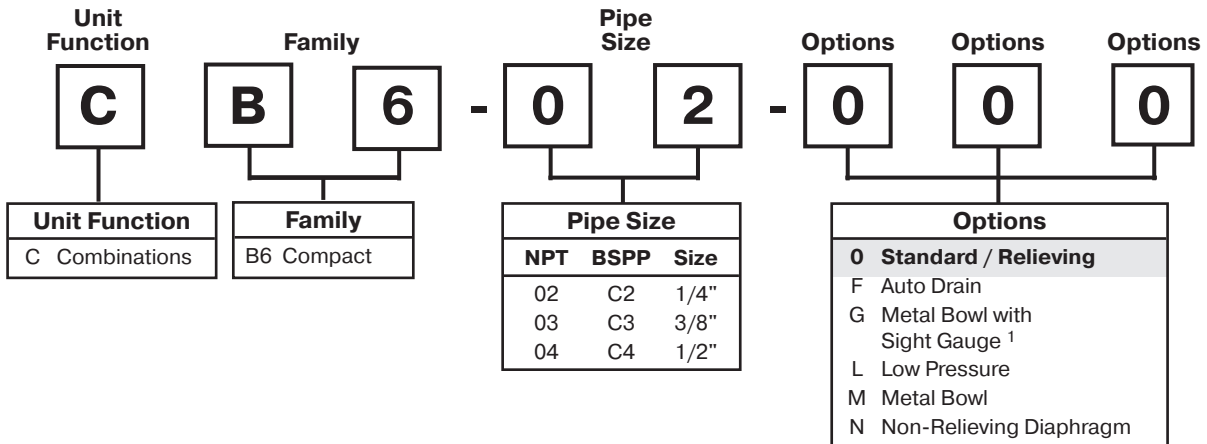 Unit
Function
Family
Pipe
Size
Options
Options
Options
C
B
6
-
0
2
-
0
0
0
Unit Function
C Combinations
Family
B6 Compact
Pipe Size
NPT BSPP Size
02 C2 1/4"
03 C3 3/8"
04 C4 1/2"
Options
0 Standard / Relieving
F Auto Drain
G Metal Bowl with
Sight Gauge 1
L Low Pressure
M Metal Bowl
N Non-Relieving Diaphragm